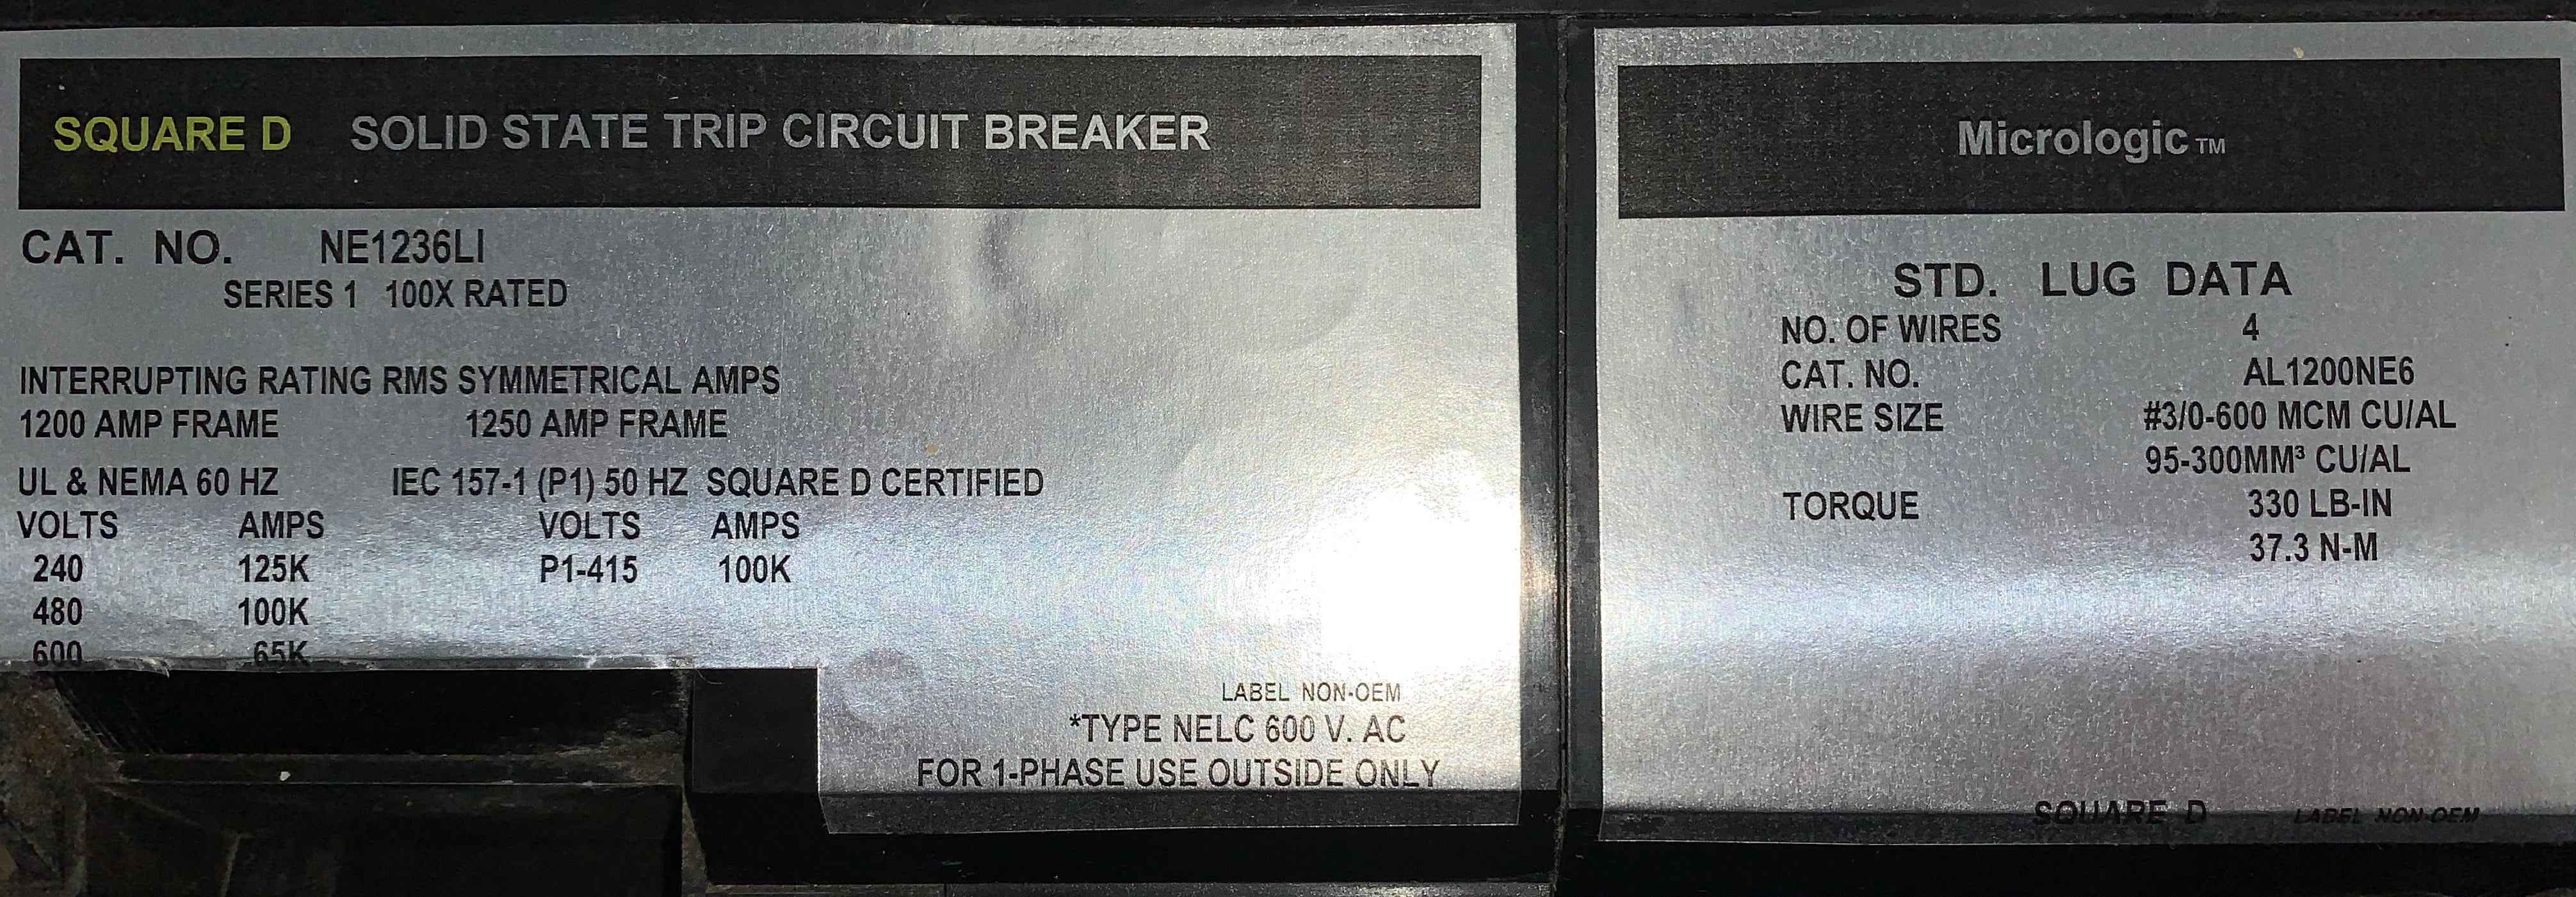 SQUARE D SOLID STATE TRIP CIRCUIT BREAKER
CAT. NO. NE1236LI
SERIES 1 100X RATED
INTERRUPTING RATING RMS SYMMETRICAL AMPS
1200 AMP FRAME 1250 AMP FRAME
UL & NEMA 60 HZ IEC 157-1 (P1) 50 HZ SQUARE D CERTIFIED
VOLTS AMPS VOLTS AMPS
240 125K P1-415 100K
480 100K
600 65K
LABEL NON-OEM
*TYPE NELC 600 V. AC
FOR 1-PHASE USE OUTSIDE ONLY
Micrologic TM
STD. LUG DATA
NO. OF WIRES 4
CAT. NO. AL1200NE6
WIRE SIZE #3/0-600 MCM CU/AL
95-300MM³ CU/AL
TORQUE 330 LB-IN
37.3 N-M
SQUARE D LABEL NON-OEM